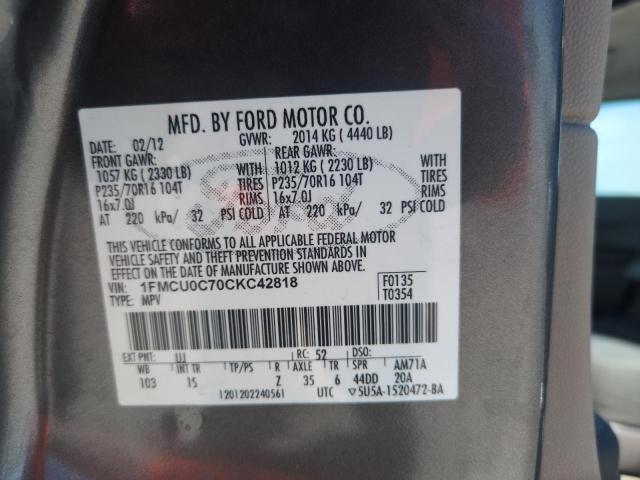 MFD. BY FORD MOTOR CO.
DATE: 02/12 GVWR: 2014 KG ( 4440 LB)
FRONT GAWR: REAR GAWR:
1057 KG ( 2330 LB) WITH 1012 KG ( 2230 LB) WITH
P235/70R16 104T TIRES P235/70R16 104T TIRES
16x7.0J RIMS 16x7.0J RIMS
AT 220 kPa/ 32 PSI COLD AT 220 kPa/ 32 PSI COLD
THIS VEHICLE CONFORMS TO ALL APPLICABLE FEDERAL MOTOR
VEHICLE SAFETY AND THEFT PREVENTION STANDARDS IN
EFFECT ON THE DATE OF MANUFACTURE SHOWN ABOVE.
VIN: 1FMCU0C70CKC42818 F0135
TYPE: MPV T0354
EXT PNT: UJ RC: 52 DSO:
WB INT TR TP/PS R AXLE TR SPR AM71A
103 15 Z 35 6 44DD 20A
1201202240561 UTC ▽5U5A-1520472-BA